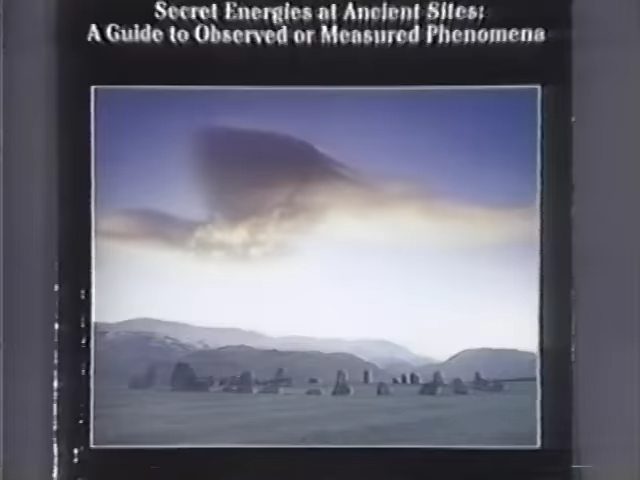 Secret Energies at Ancient Sites:
A Guide to Observed or Measured Phenomena